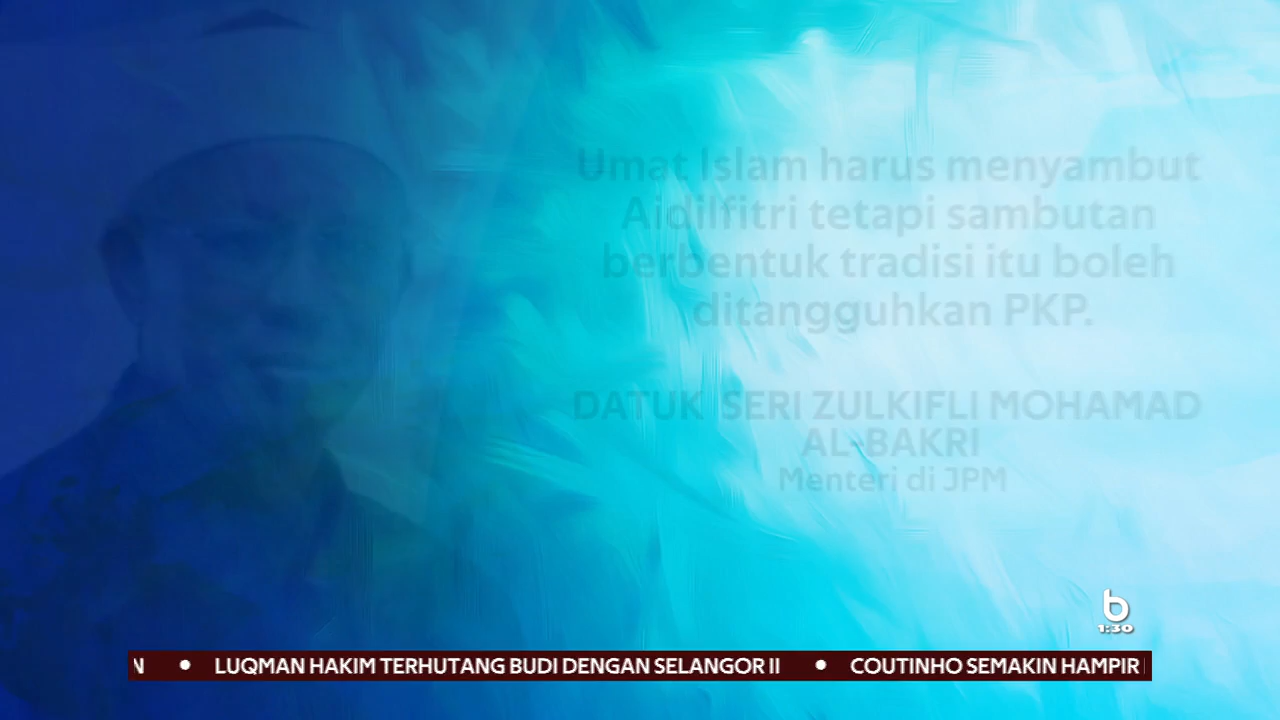 Umat Islam harus menyambut
Aidilfitri tetapi sambutan
berbentuk tradisi itu boleh
ditangguhkan PKP.
DATUK SERI ZULKIFLI MOHAMAD
AL-BAKRI
Menteri di JPM
b
1:30
N • LUQMAN HAKIM TERHUTANG BUDI DENGAN SELANGOR II • COUTINHO SEMAKIN HAMPIR